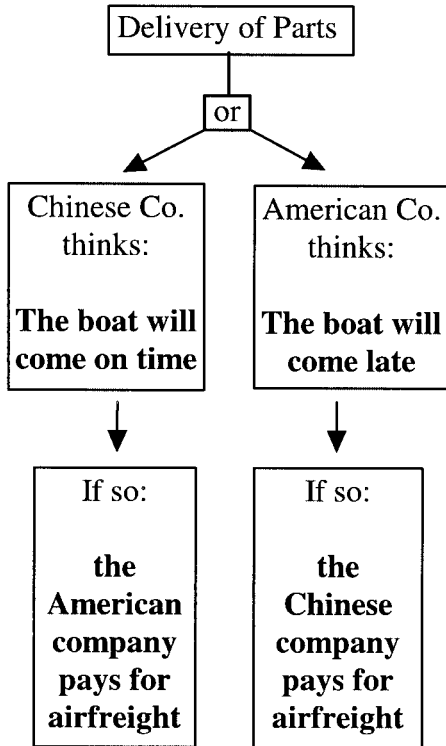 Delivery of Parts
or
Chinese Co.
thinks:
The boat will
come on time
American Co.
thinks:
The boat will
come late
If so:
the
American
company
pays for
airfreight
If so:
the
Chinese
company
pays for
airfreight